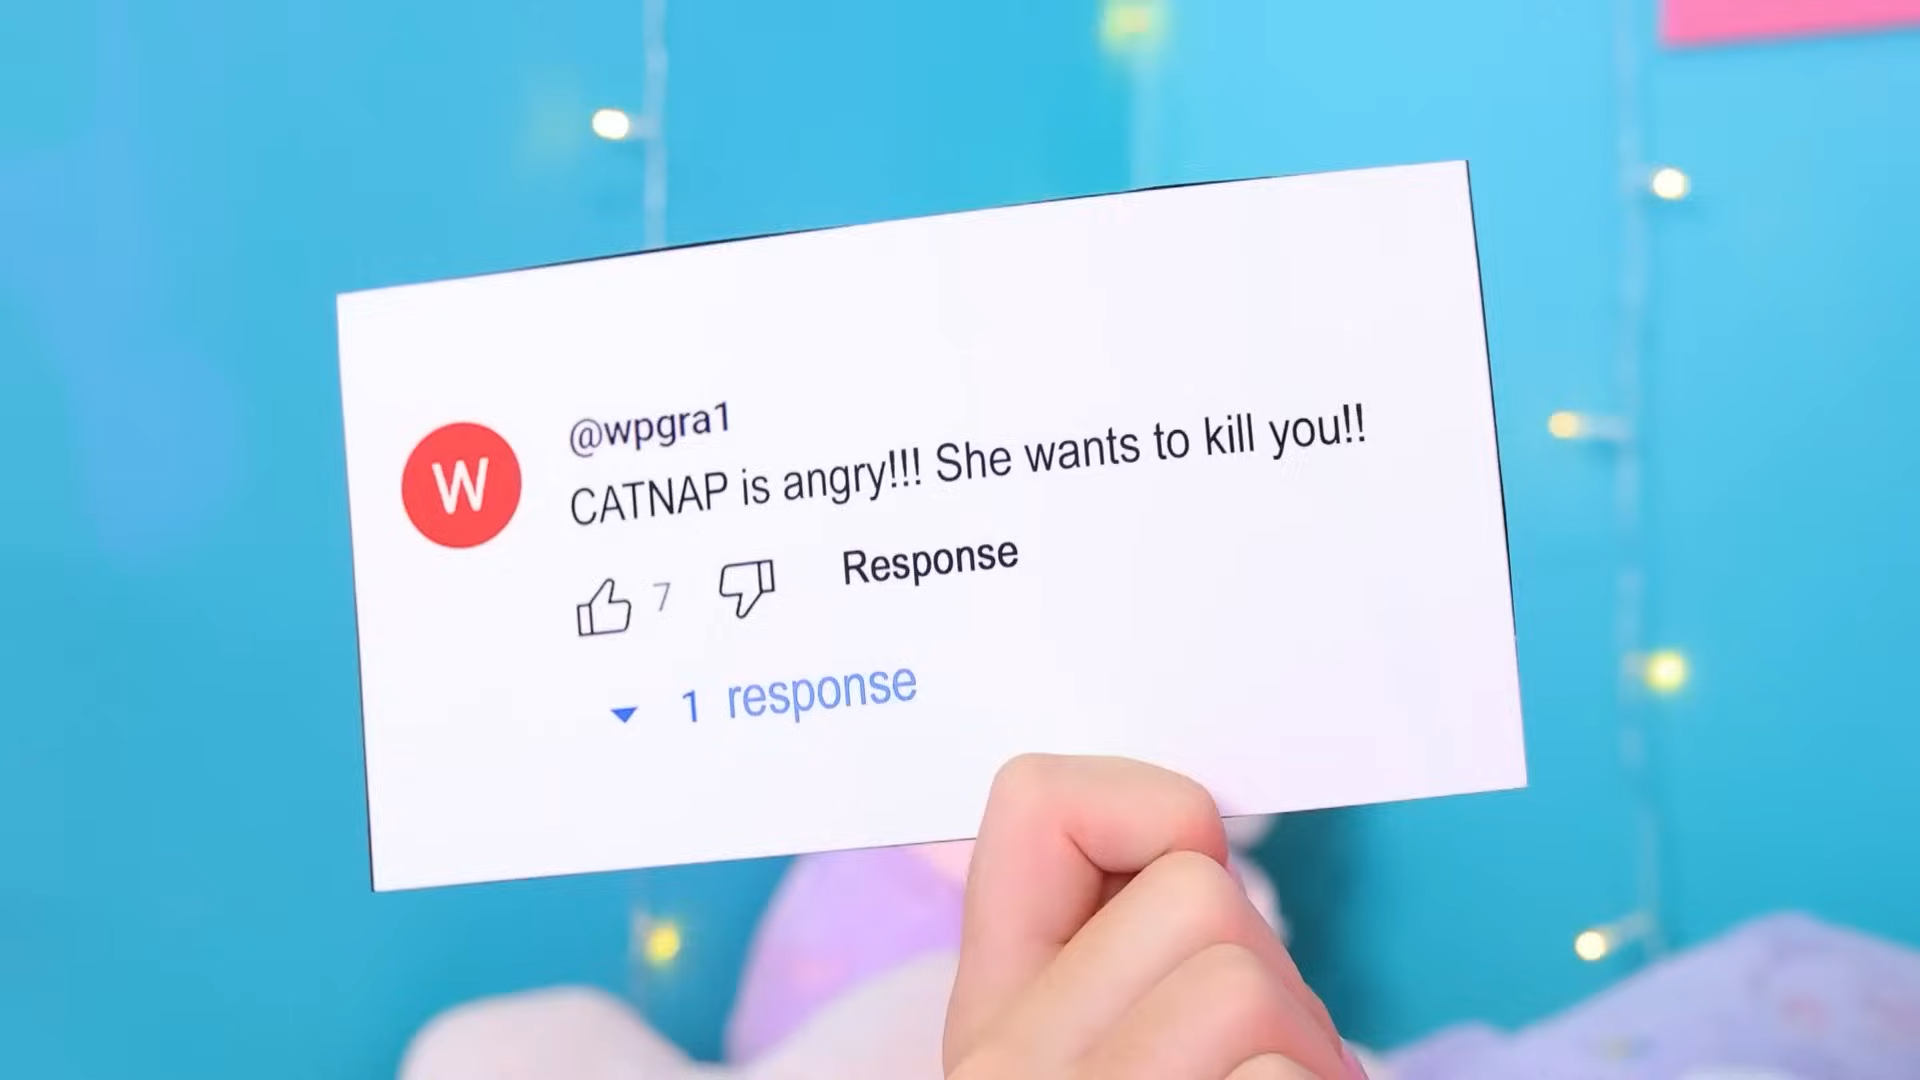 W
@wpgra1
CATNAP is angry!!! She wants to kill you!!
7
Response
1 response